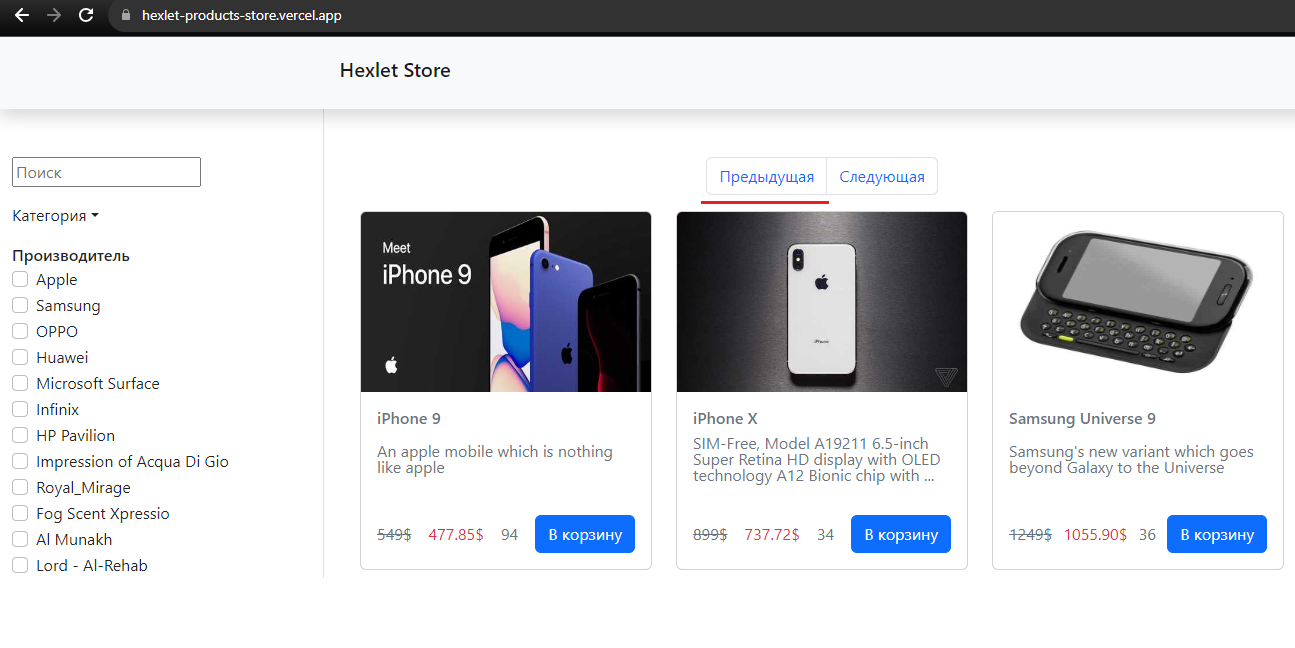 hexlet-products-store.vercel.app
Hexlet Store
Поиск
Категория
Производитель
Apple
Samsung
OPPO
Huawei
Microsoft Surface
Infinix
HP Pavilion
Impression of Acqua Di Gio
Royal_Mirage
Fog Scent Xpressio
Al Munakh
Lord - Al-Rehab
Предыдущая Следующая
Meet
iPhone 9
iPhone 9
An apple mobile which is nothing
like apple
549$ 477.85$ 94 В корзину
iPhone
iPhone X
SIM-Free, Model A19211 6.5-inch
Super Retina HD display with OLED
technology A12 Bionic chip with ...
899$ 737.72$ 34 В корзину
Samsung Universe 9
Samsung's new variant which goes
beyond Galaxy to the Universe
1249$ 1055.90$ 36 В корзину